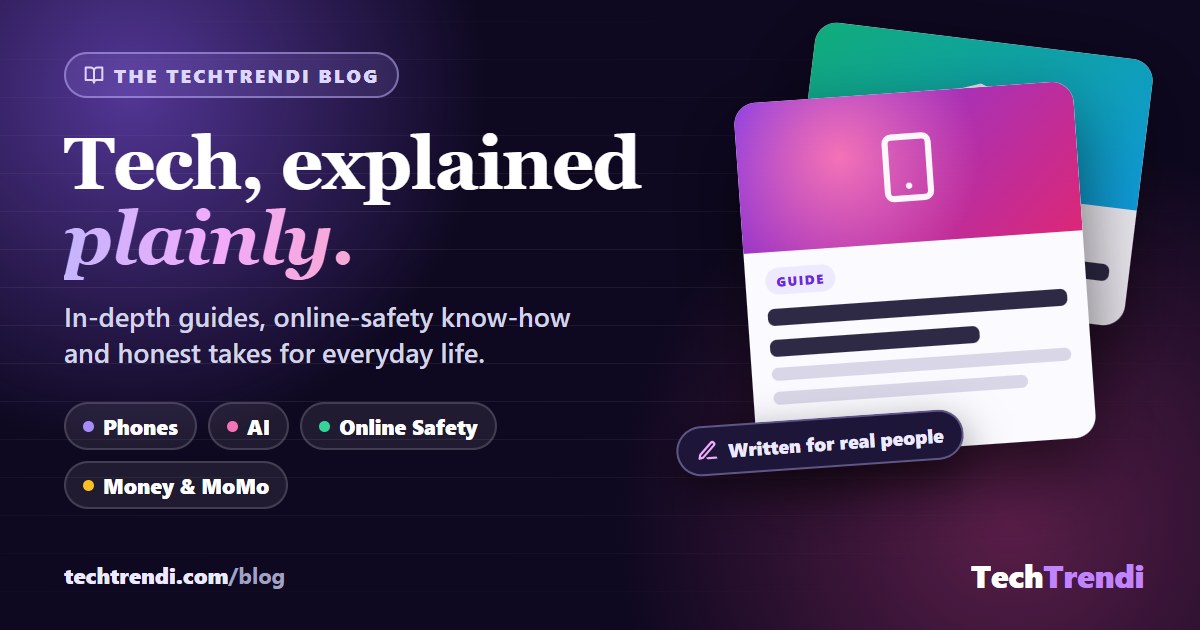 THE TECHTRENDI BLOG
Tech, explained
plainly.
In-depth guides, online-safety know-how
and honest takes for everyday life.
Phones
AI
Online Safety
Money & MoMo
techtrendi.com/blog
GUIDE
Written for real people
TechTrendi